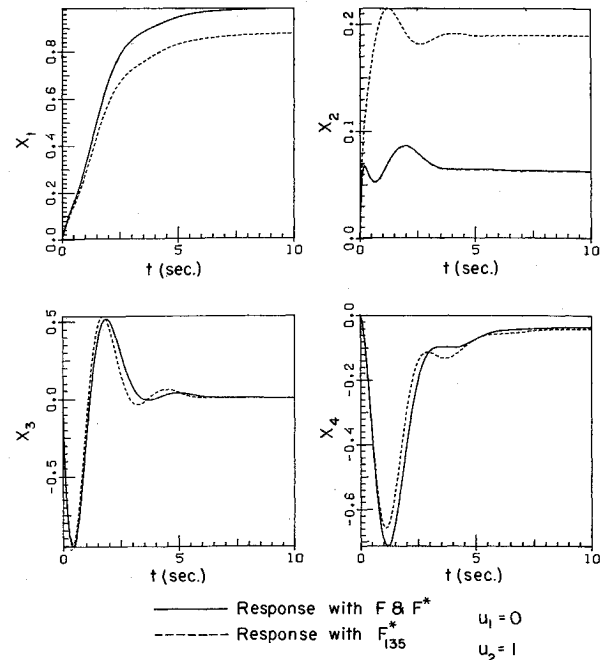 X₁
0.0 0.2 0.4 0.6 0.8
0 5 10
t (sec.)
X₂
0.0 0.1 0.2
0 5 10
t (sec.)
X₃
-0.5 0.0 0.5
0 5 10
t (sec.)
X₄
-0.6 -0.4 -0.2 0.0
0 5 10
t (sec.)
Response with F & F* u₁ = 0
Response with F*₁₃₅
u₂ = 1